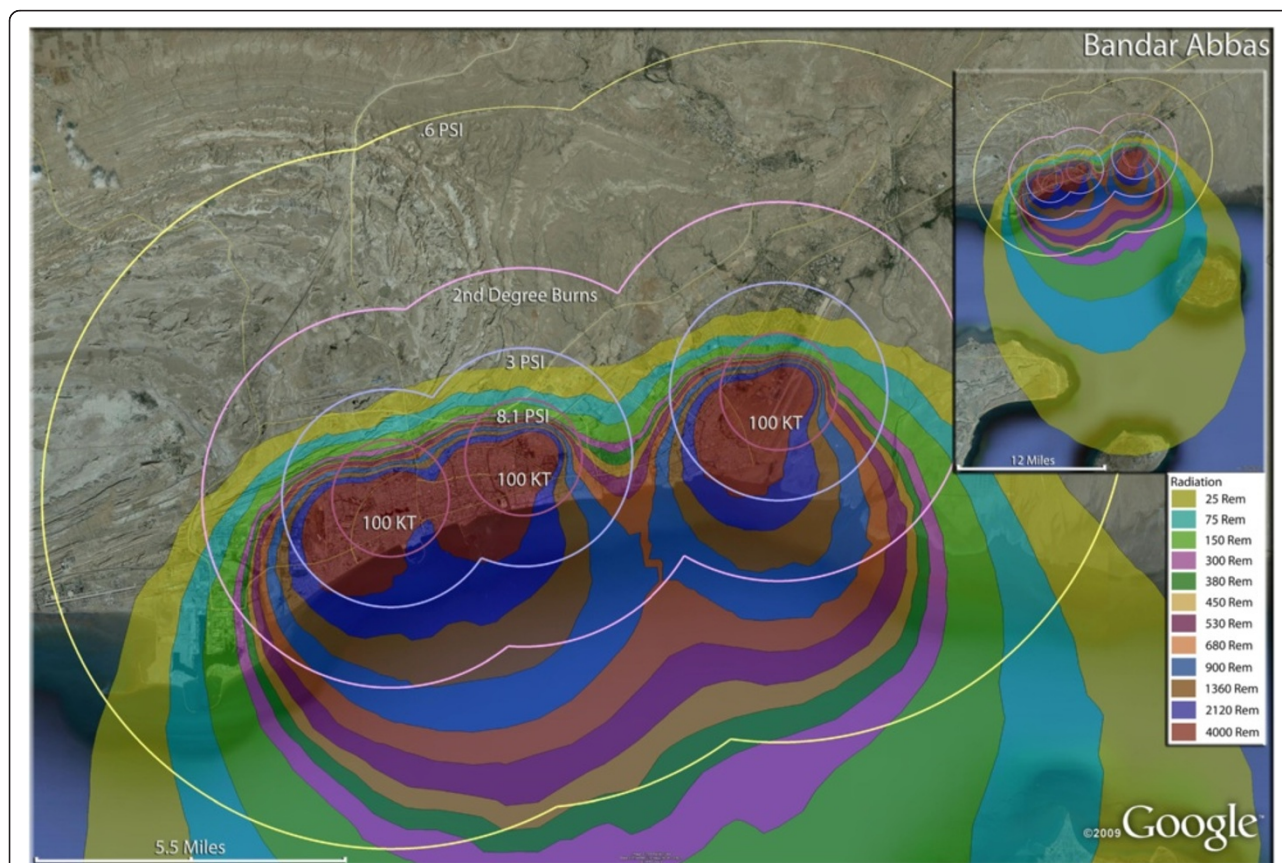 Bandar Abbas
.6 PSI
2nd Degree Burns
3 PSI
8.1 PSI
100 KT
100 KT
100 KT
12 Miles
Radiation
25 Rem
75 Rem
150 Rem
300 Rem
380 Rem
450 Rem
530 Rem
680 Rem
900 Rem
1360 Rem
2120 Rem
4000 Rem
5.5 Miles
©2009 Google™